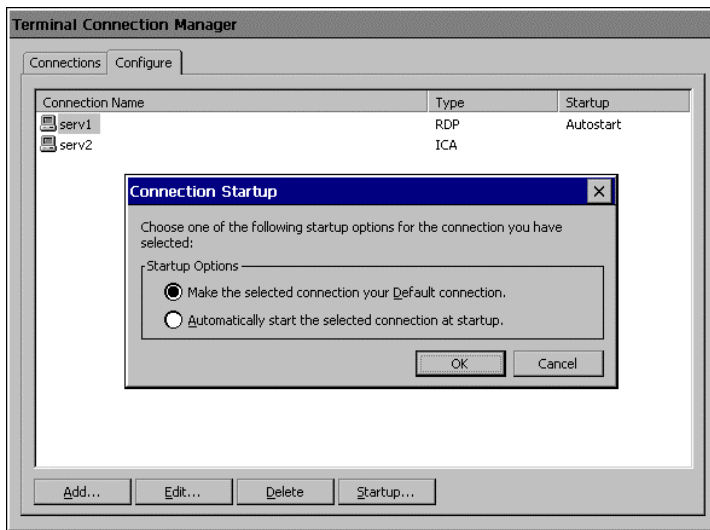 Terminal Connection Manager
Connections Configure
Connection Name Type Startup
serv1 RDP Autostart
serv2 ICA
Connection Startup
Choose one of the following startup options for the connection you have
selected:
Startup Options
Make the selected connection your Default connection.
Automatically start the selected connection at startup.
OK Cancel
Add... Edit... Delete Startup...